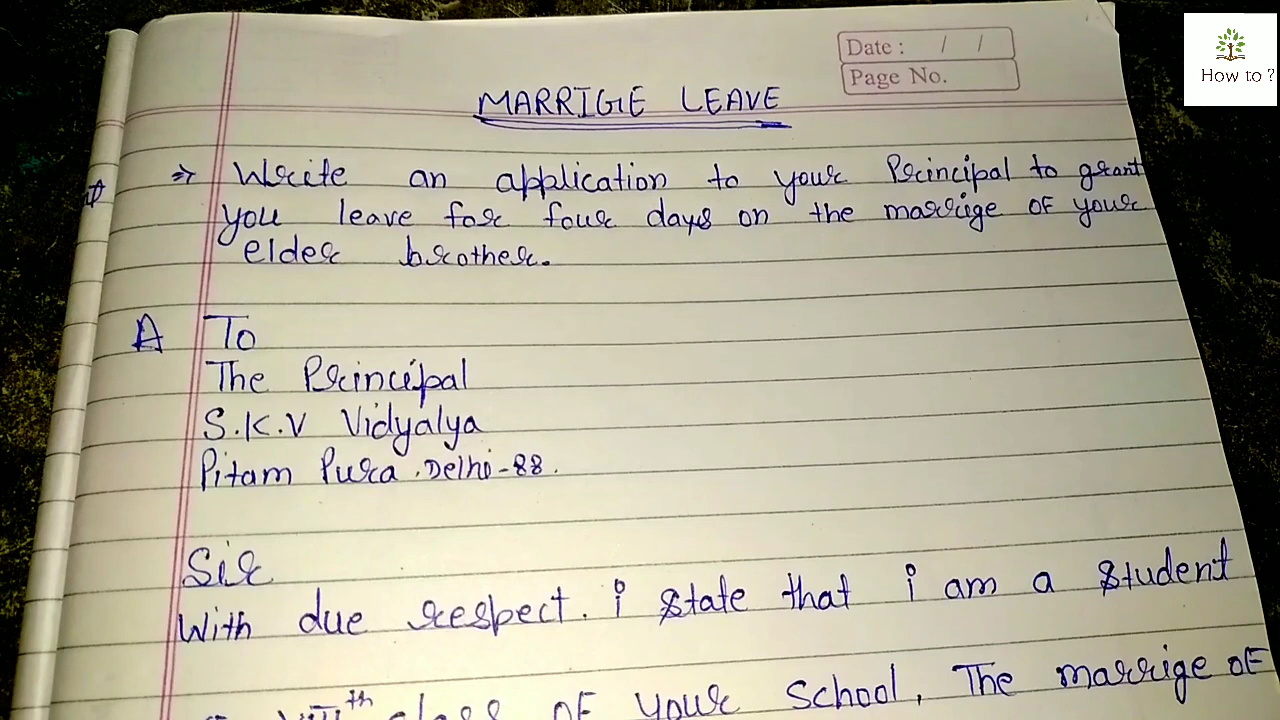 Date : / /
Page No.
How to ?
MARRIGE LEAVE
⇒ Write an application to your Principal to grant
you leave for four days on the marrige of your
elder brother.
A To
The Principal
S.K.V Vidyalya
Pitam Pura . Delhi - 88 .
Sir
With due respect. i state that i am a student
VIII th class of your school, The marrige of